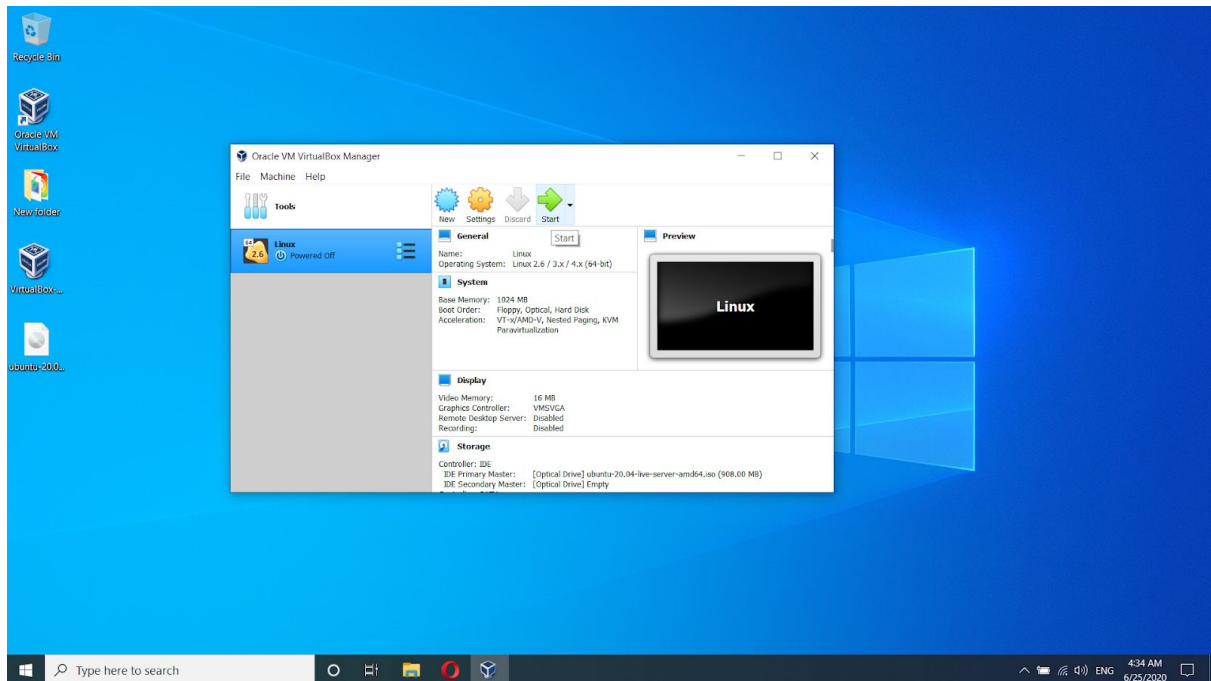 Recycle Bin
Oracle VM
VirtualBox
New folder
VirtualBox-...
ubuntu-20.0...
Oracle VM VirtualBox Manager
File Machine Help
Tools
New Settings Discard Start
Start
64
2.6
Linux
Powered Off
General
Name: Linux
Operating System: Linux 2.6 / 3.x / 4.x (64-bit)
System
Base Memory: 1024 MB
Boot Order: Floppy, Optical, Hard Disk
Acceleration: VT-x/AMD-V, Nested Paging, KVM
Paravirtualization
Preview
Linux
Display
Video Memory: 16 MB
Graphics Controller: VMSVGA
Remote Desktop Server: Disabled
Recording: Disabled
Storage
Controller: IDE
IDE Primary Master: [Optical Drive] ubuntu-20.04-live-server-amd64.iso (908.00 MB)
IDE Secondary Master: [Optical Drive] Empty
Type here to search
ENG
4:34 AM
6/25/2020